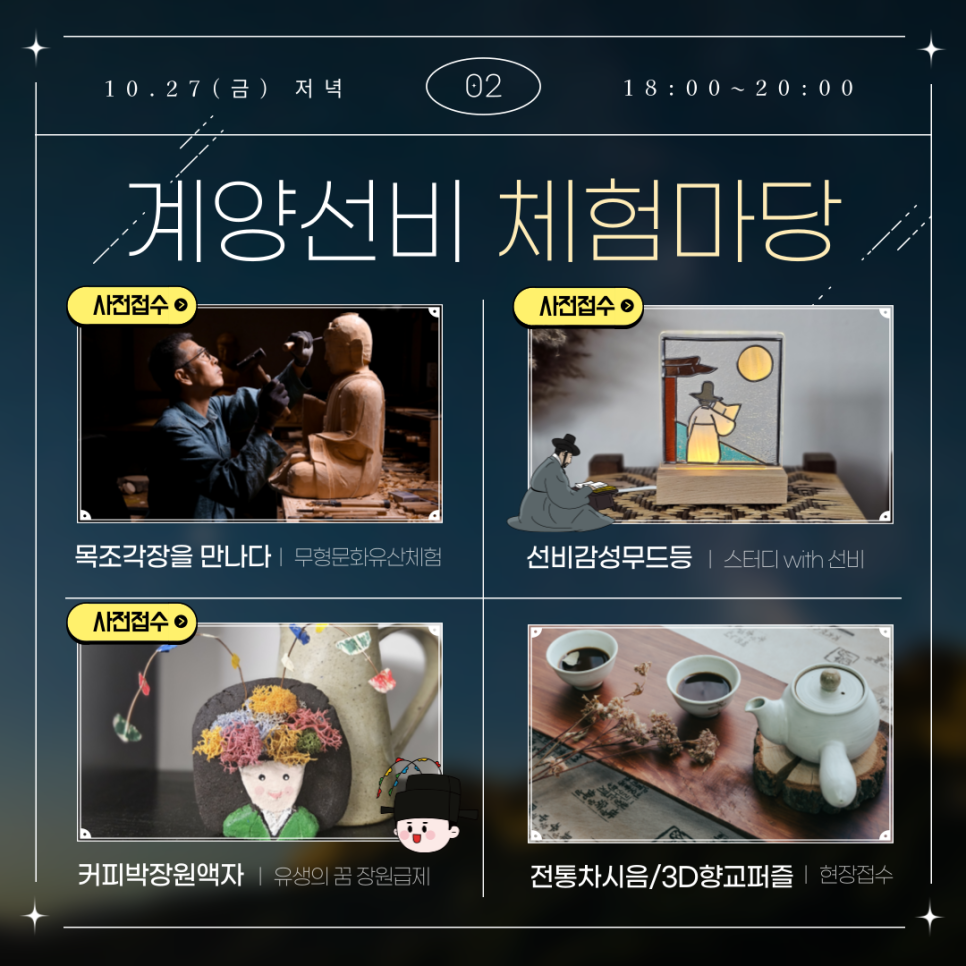 10.27(금) 저녁
02
18:00~20:00
계양선비 체험마당
사전접수
사전접수
목조각장을 만나다 | 무형문화유산체험
선비감성무드등 | 스터디 with 선비
사전접수
커피박장원액자 | 유생의 꿈 장원급제
전통차시음/3D향교퍼즐 | 현장접수